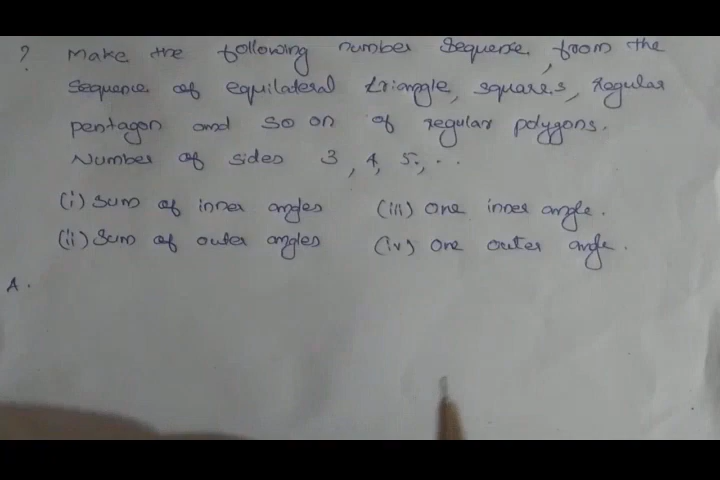 ? Make the following number sequence, from the
sequence of equilateral triangle, squares, regular
pentagon and so on of regular polygons.
Number of sides 3, 4, 5, ...
(i) Sum of inner angles (iii) One inner angle.
(ii) Sum of outer angles (iv) One outer angle.
A.